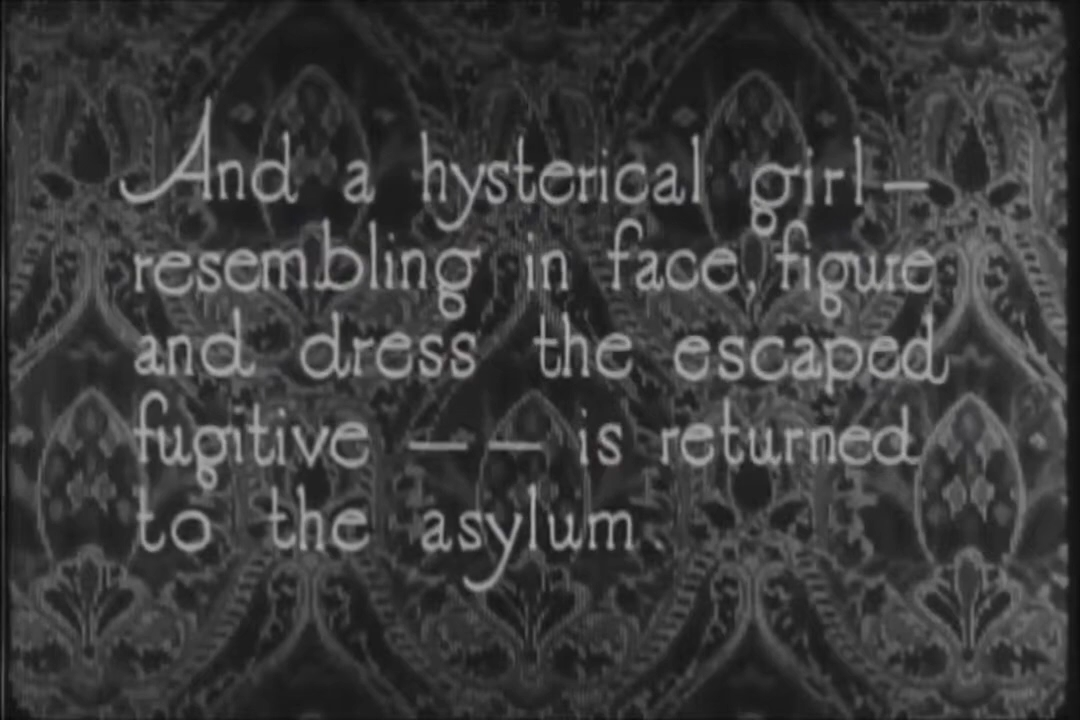 And a hysterical girl—
resembling in face, figure
and dress the escaped
fugitive — — is returned
to the asylum.